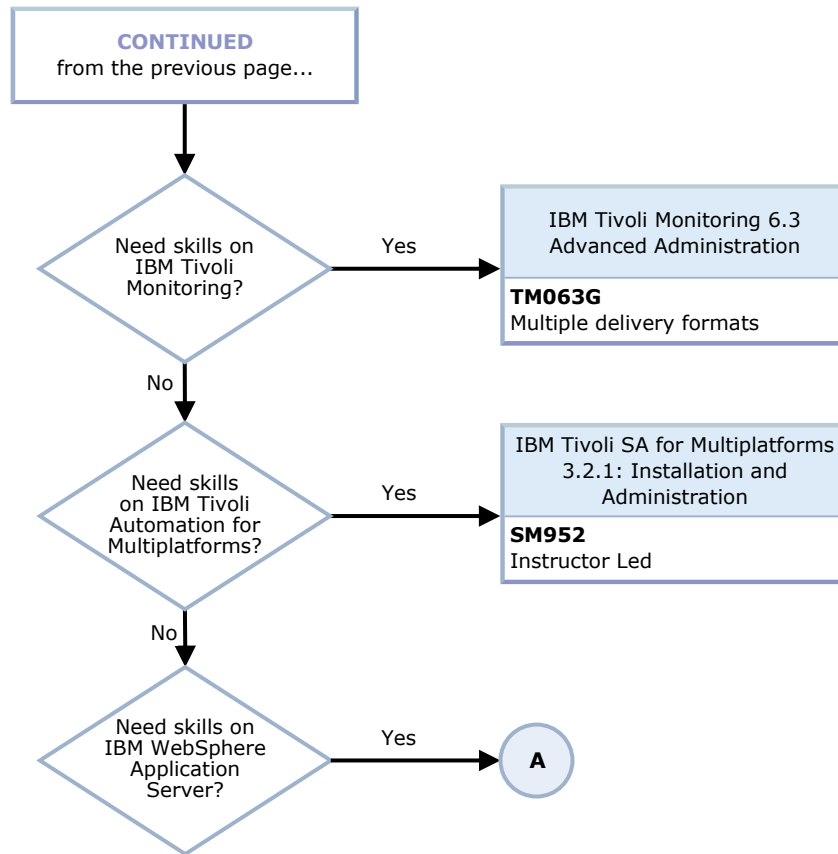 CONTINUED
from the previous page...
Need skills on
IBM Tivoli
Monitoring?
Yes
IBM Tivoli Monitoring 6.3
Advanced Administration
TM063G
Multiple delivery formats
No
Need skills
on IBM Tivoli
Automation for
Multiplatforms?
Yes
IBM Tivoli SA for Multiplatforms
3.2.1: Installation and
Administration
SM952
Instructor Led
No
Need skills on
IBM WebSphere
Application
Server?
Yes
A